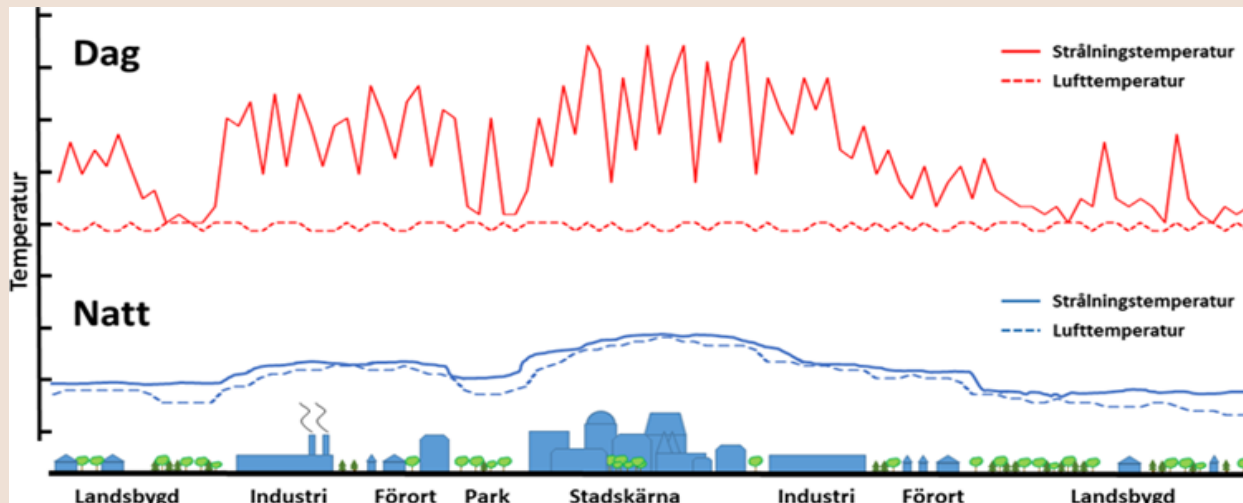 Dag
Strålningstemperatur
Lufttemperatur
Temperatur
Natt
Strålningstemperatur
Lufttemperatur
Landsbygd Industri Förort Park Stadskärna Industri Förort Landsbygd